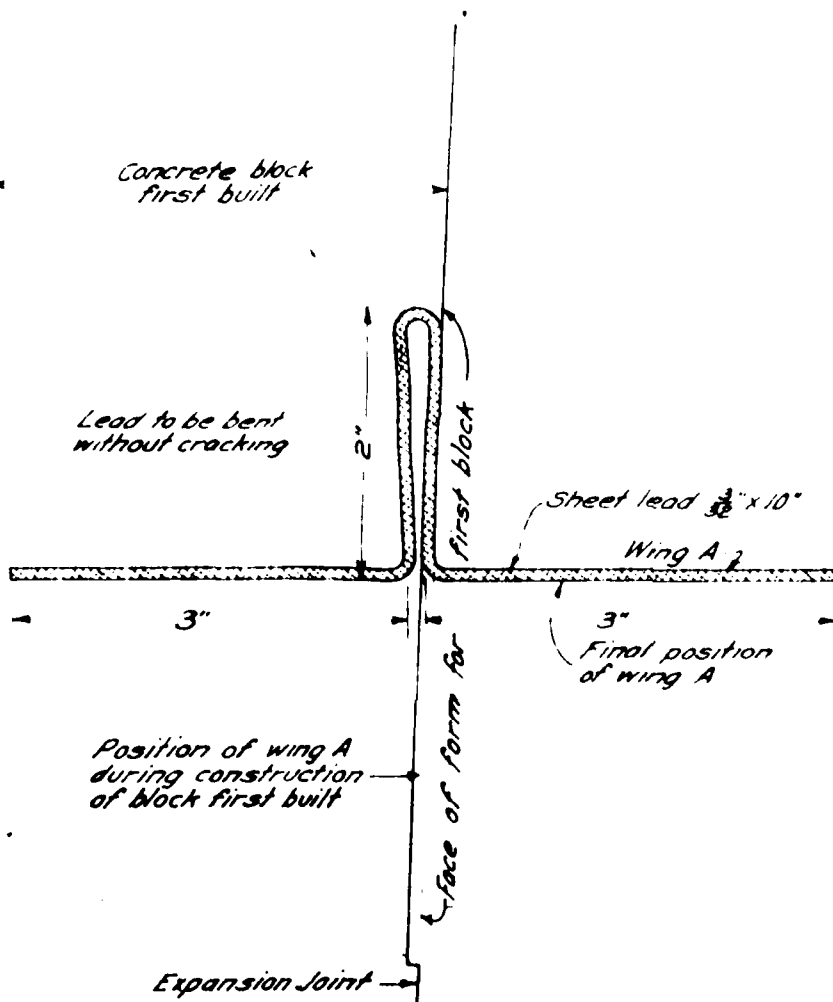 Concrete block
first built
Lead to be bent
without cracking
2"
first block
Sheet lead 3/32" x 10"
Wing A
3"
3"
Final position
of wing A
Position of wing A
during construction
of block first built
Face of form for
Expansion Joint